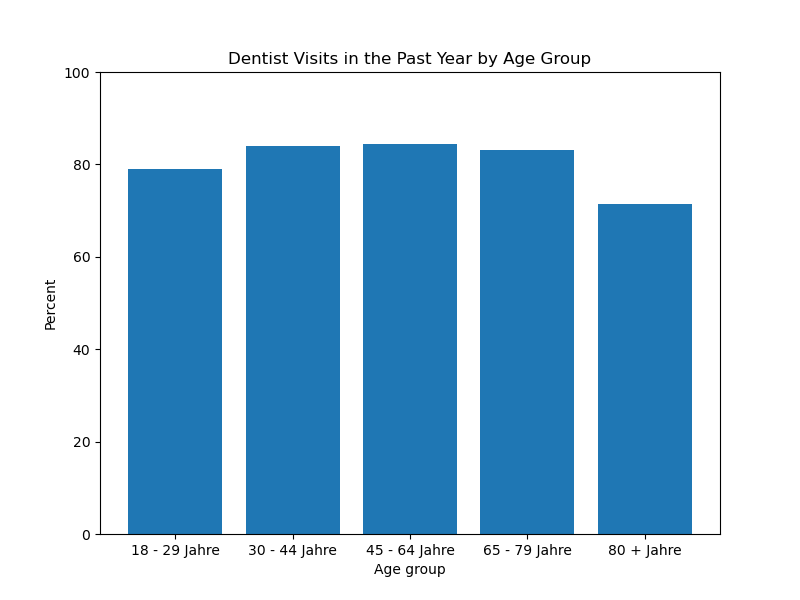 Dentist Visits in the Past Year by Age Group
100
80
60
40
20
0
Percent
18 - 29 Jahre
30 - 44 Jahre
45 - 64 Jahre
65 - 79 Jahre
80 + Jahre
Age group